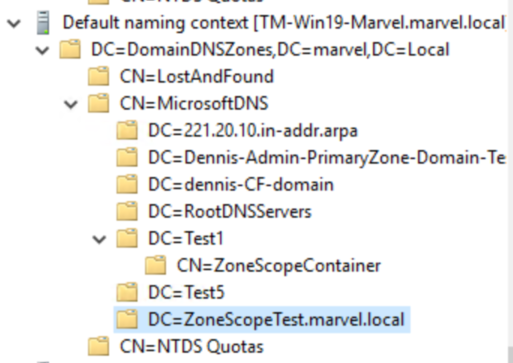 Default naming context [TM-Win19-Marvel.marvel.local
DC=DomainDNSZones,DC=marvel,DC=Local
CN=LostAndFound
CN=MicrosoftDNS
DC=221.20.10.in-addr.arpa
DC=Dennis-Admin-PrimaryZone-Domain-Te
DC=dennis-CF-domain
DC=RootDNSServers
DC=Test1
CN=ZoneScopeContainer
DC=Test5
DC=ZoneScopeTest.marvel.local
CN=NTDS Quotas